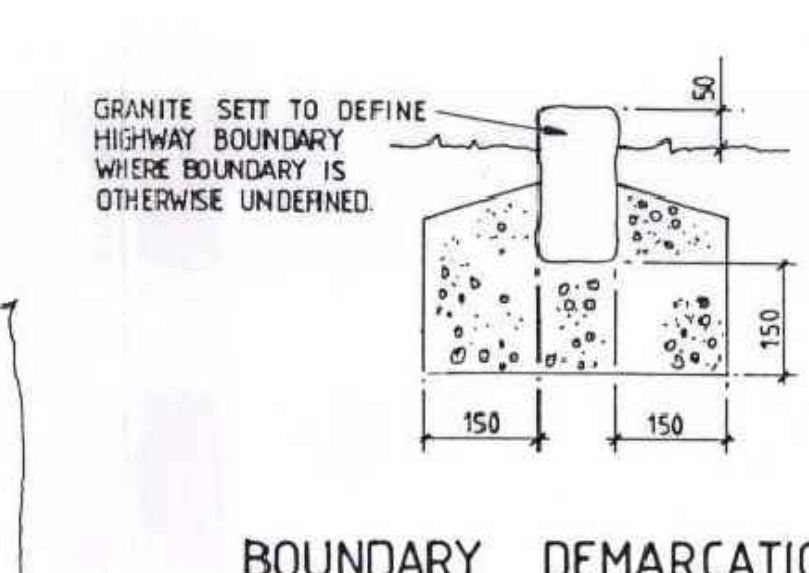 GRANITE SETT TO DEFINE
HIGHWAY BOUNDARY
WHERE BOUNDARY IS
OTHERWISE UNDEFINED.
50
150
150 150
BOUNDARY DEMARCATIO